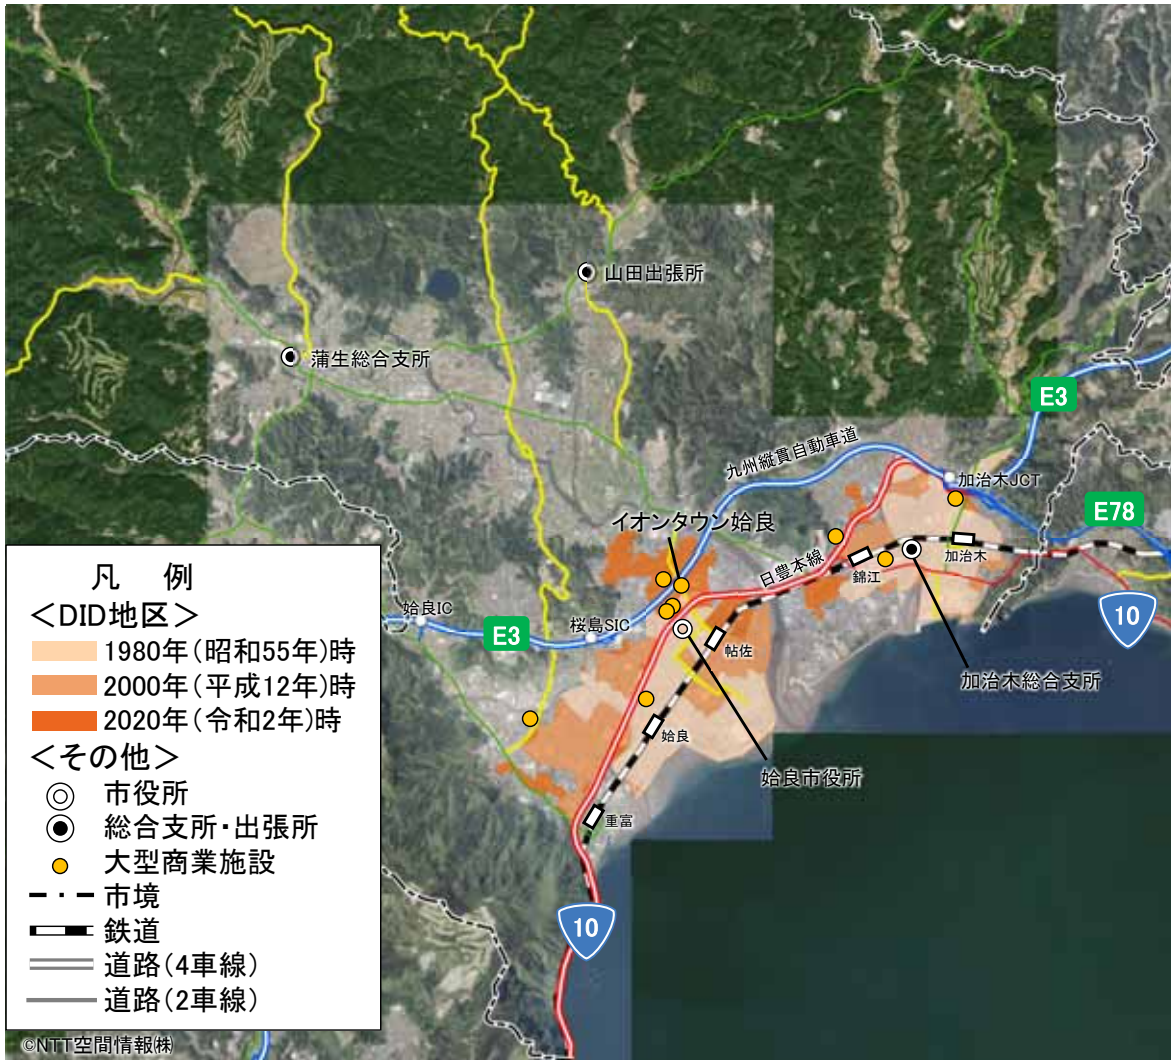 山田出張所
蒲生総合支所
E3
九州縦貫自動車道
加治木JCT
E78
イオンタウン姶良
日豊本線
錦江
加治木
10
姶良IC
E3
桜島SIC
帖佐
加治木総合支所
姶良
姶良市役所
重富
10
凡 例
<DID地区>
1980年(昭和55年)時
2000年(平成12年)時
2020年(令和2年)時
<その他>
市役所
総合支所・出張所
大型商業施設
市境
鉄道
道路(4車線)
道路(2車線)
©NTT空間情報㈱